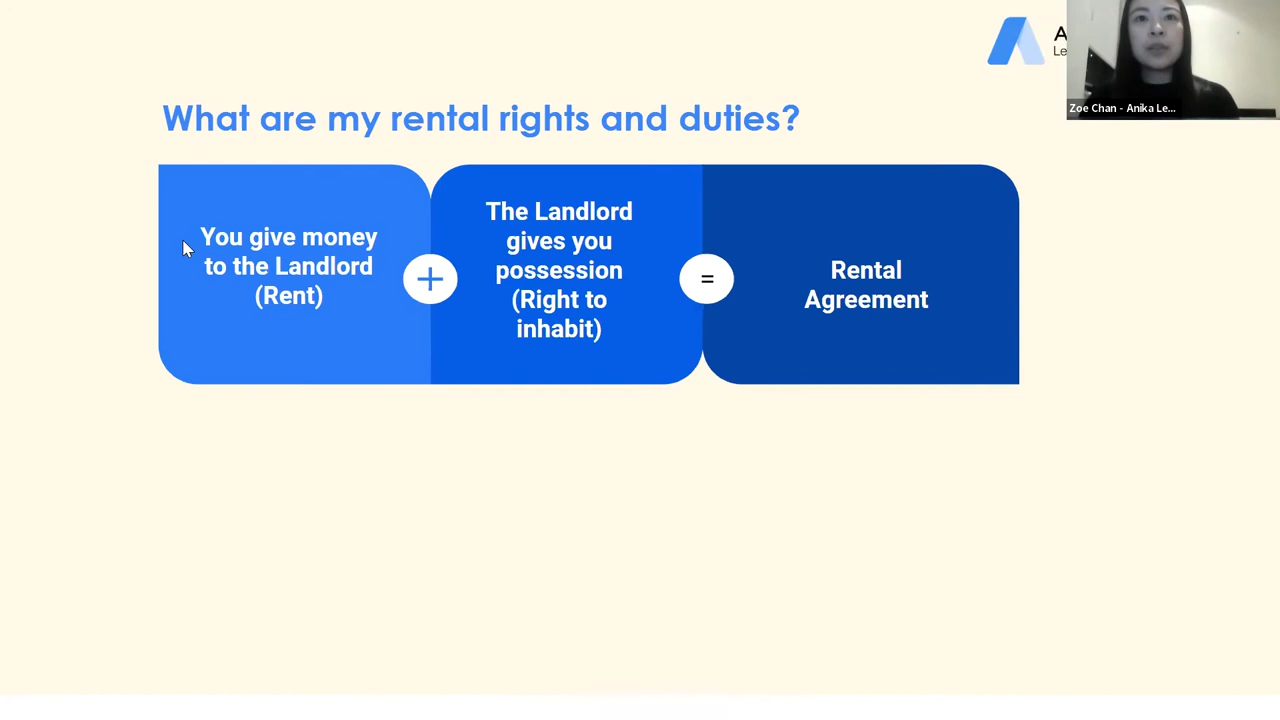 A
Le
Zoe Chan - Anika Le...
What are my rental rights and duties?
You give money
to the Landlord
(Rent)
+
The Landlord
gives you
possession
(Right to
inhabit)
=
Rental
Agreement